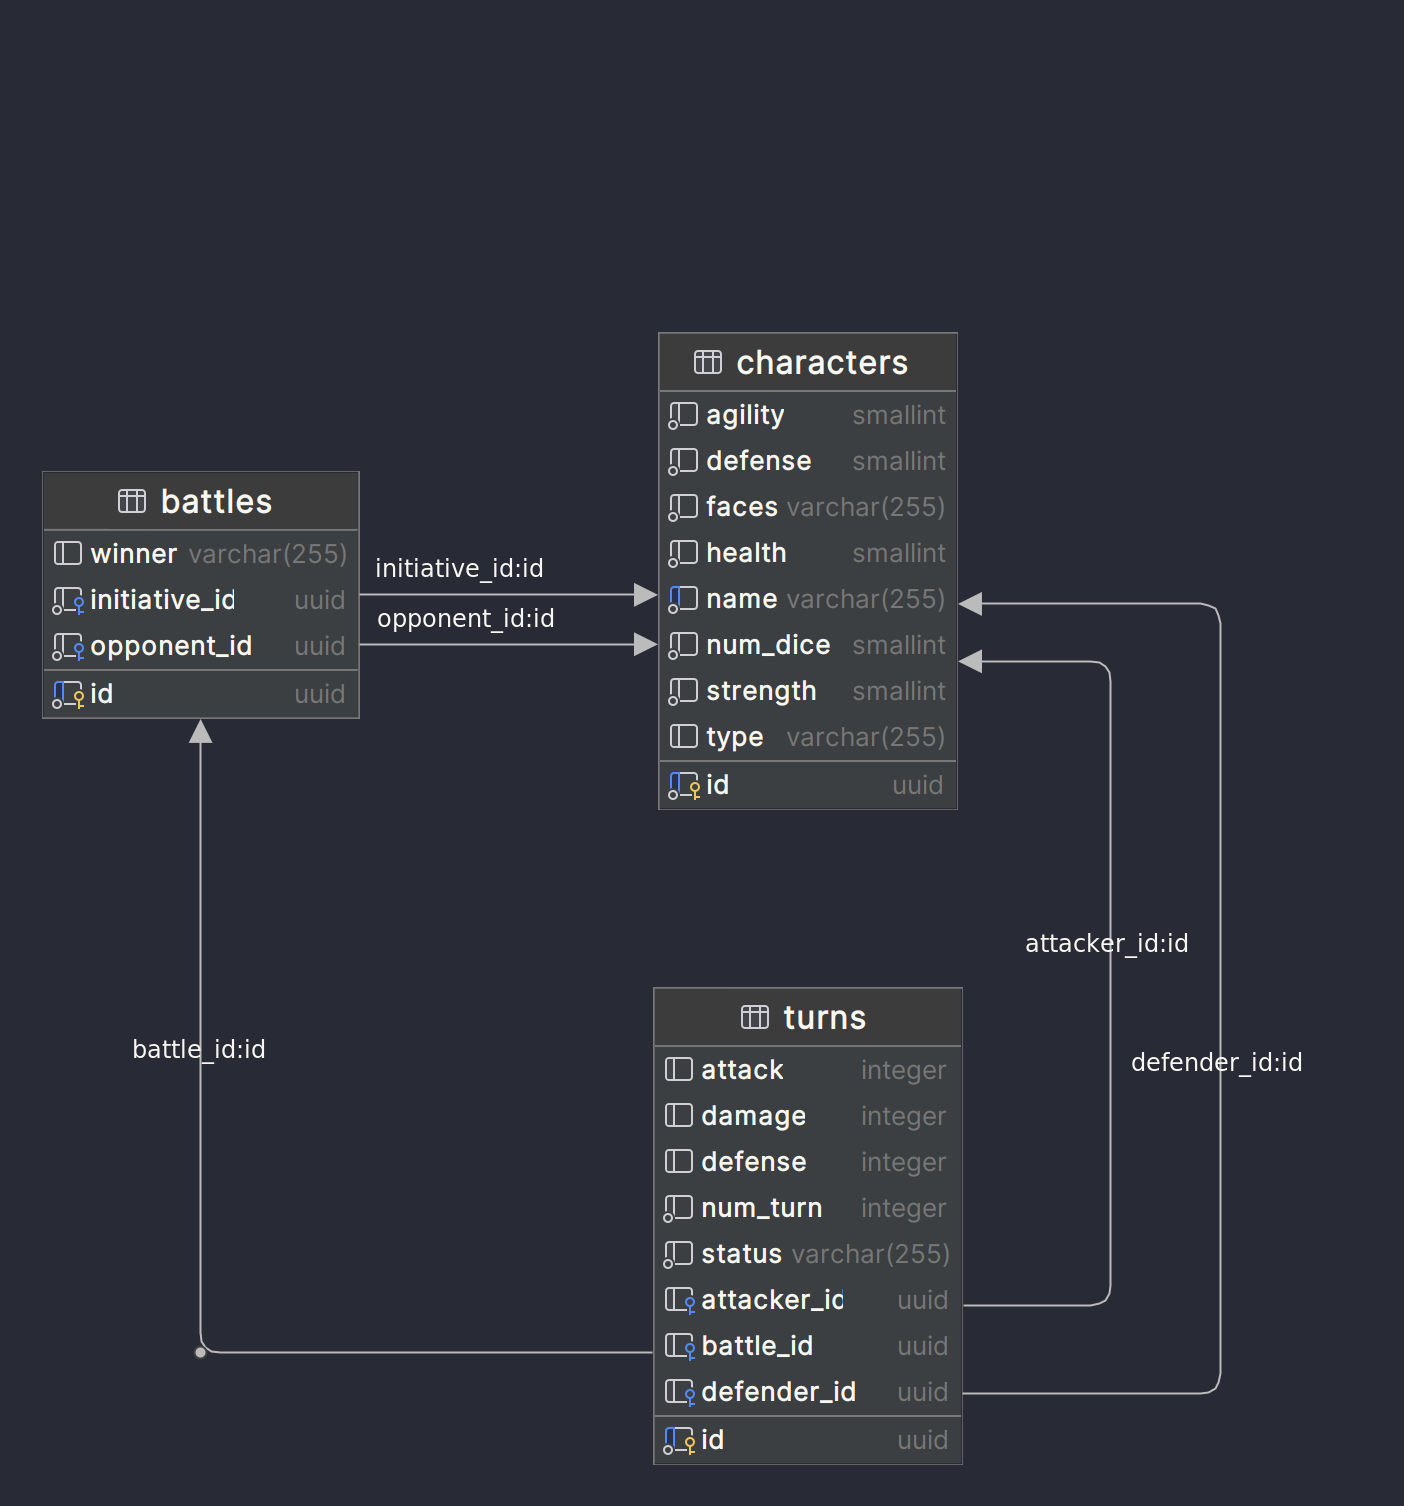 characters
agility smallint
defense smallint
faces varchar(255)
health smallint
name varchar(255)
num_dice smallint
strength smallint
type varchar(255)
id uuid
battles
winner varchar(255)
initiative_id uuid
opponent_id uuid
id uuid
initiative_id:id
opponent_id:id
attacker_id:id
battle_id:id
defender_id:id
turns
attack integer
damage integer
defense integer
num_turn integer
status varchar(255)
attacker_id uuid
battle_id uuid
defender_id uuid
id uuid